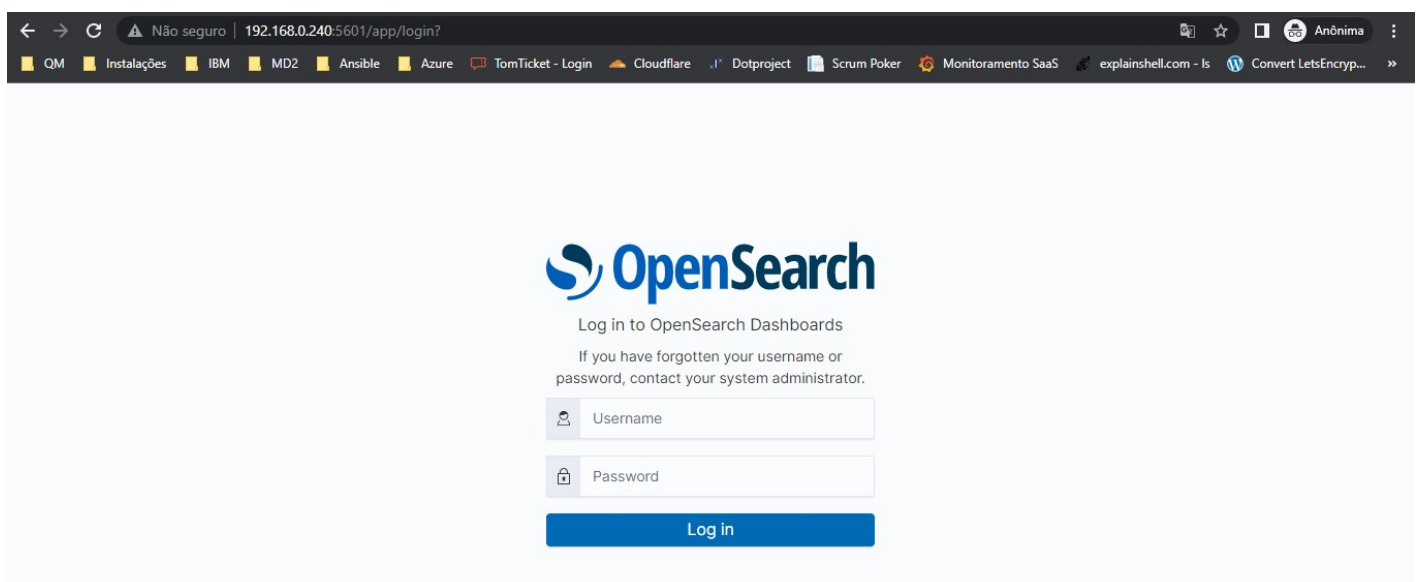 Não seguro | 192.168.0.240:5601/app/login? Anônima
QM Instalações IBM MD2 Ansible Azure TomTicket - Login Cloudflare Dotproject Scrum Poker Monitoramento SaaS explainshell.com - ls Convert LetsEncryp... »
OpenSearch
Log in to OpenSearch Dashboards
If you have forgotten your username or
password, contact your system administrator.
Username
Password
Log in